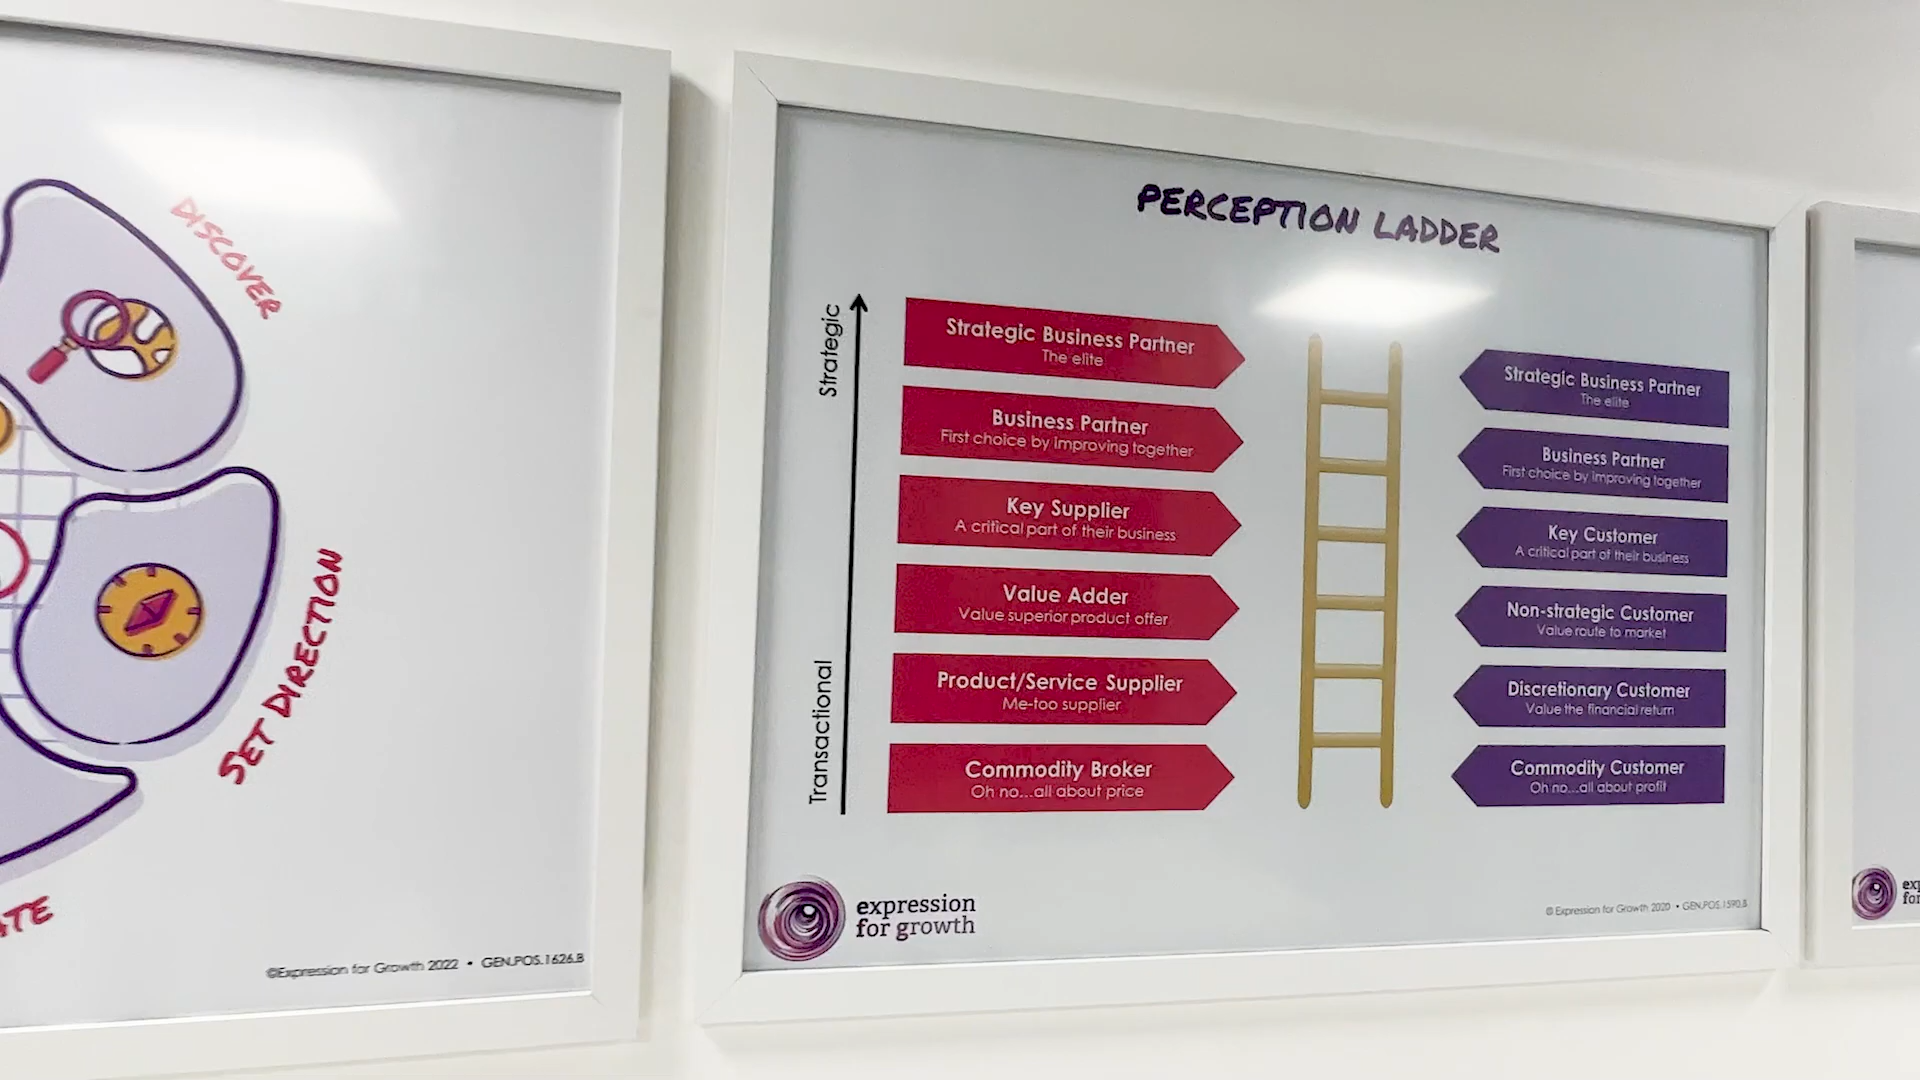 DISCOVER
SET DIRECTION
©Expression for Growth 2022 • GEN.POS.1626.B
PERCEPTION LADDER
Strategic
Transactional
Strategic Business Partner
The elite
Business Partner
First choice by improving together
Key Supplier
A critical part of their business
Value Adder
Value superior product offer
Product/Service Supplier
Me-too supplier
Commodity Broker
Oh no...all about price
Strategic Business Partner
The elite
Business Partner
First choice by improving together
Key Customer
A critical part of their business
Non-strategic Customer
Value route to market
Discretionary Customer
Value the financial return
Commodity Customer
Oh no...all about profit
expression
for growth
© Expression for Growth 2020 • GEN.POS.1590.B